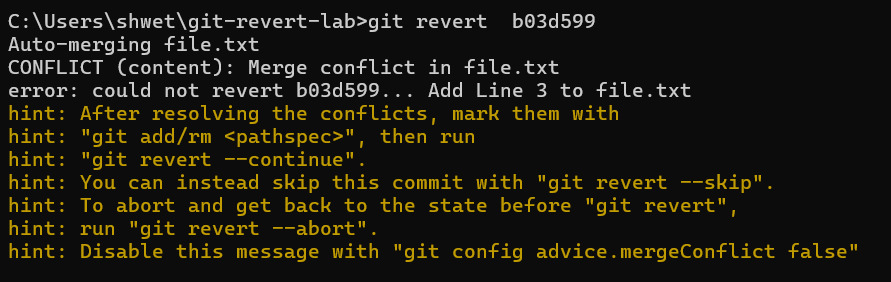 C:\Users\shwet\git-revert-lab>git revert  b03d599
Auto-merging file.txt
CONFLICT (content): Merge conflict in file.txt
error: could not revert b03d599... Add Line 3 to file.txt
hint: After resolving the conflicts, mark them with
hint: "git add/rm <pathspec>", then run
hint: "git revert --continue".
hint: You can instead skip this commit with "git revert --skip".
hint: To abort and get back to the state before "git revert",
hint: run "git revert --abort".
hint: Disable this message with "git config advice.mergeConflict false"